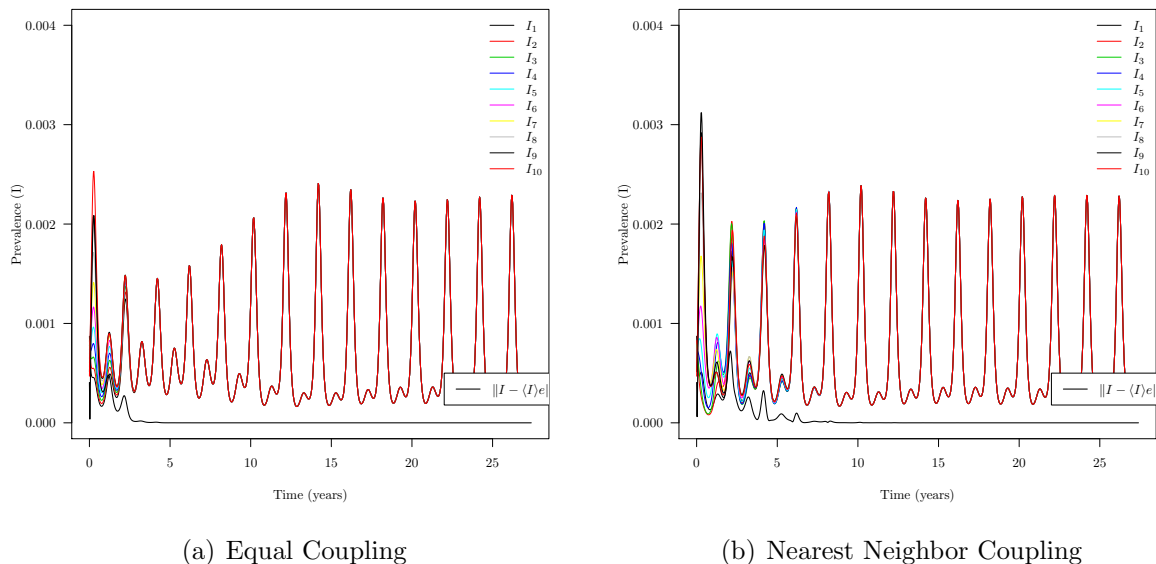 0.004
0.003
0.002
0.001
0.000
Prevalence (I)
0 5 10 15 20 25
Time (years)
I1
I2
I3
I4
I5
I6
I7
I8
I9
I10
‖I − ⟨I⟩e|
(a) Equal Coupling
0.004
0.003
0.002
0.001
0.000
Prevalence (I)
0 5 10 15 20 25
Time (years)
I1
I2
I3
I4
I5
I6
I7
I8
I9
I10
‖I − ⟨I⟩e|
(b) Nearest Neighbor Coupling